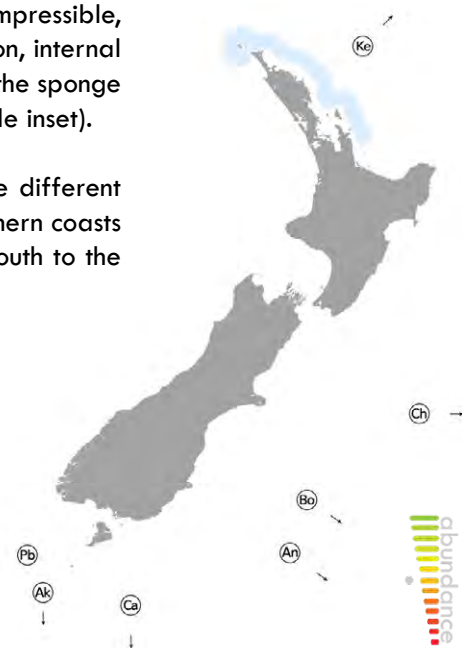 mpressible,
on, internal
the sponge
le inset).
e different
hern coasts
outh to the
Ke
Ch
Bo
An
Pb
Ak
Ca
abundance